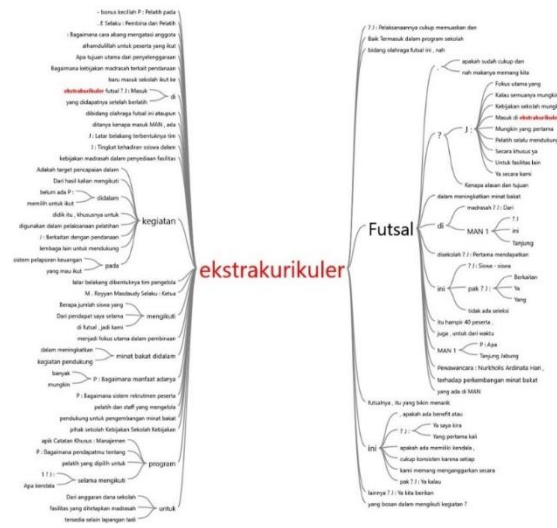 - bonus kecillah P : Pelatih pada
. E Selaku : Pembina dan Pelatih
: Bagaimana cara abang mengatasi anggota
alhamdulillah untuk peserta yang ikut
Apa tujuan utama dari penyelenggaraan
Bagaimana kebijakan madrasah terkait pendanaan
baru masuk sekolah ikut ke
ekstrakurikuler futsal ? J : Masuk
yang didapatnya setelah berlatih
di
dibidang olahraga futsal ini ataupun
ditanya kenapa masuk MAN , ada
J : Latar belakang terbentuknya tim
J : Tingkat kehadiran siswa dalam
kebijakan madrasah dalam penyediaan fasilitas
Adakah target pencapaian dalam
Dari hasil kalian mengikuti
belum ada P :
memilih untuk ikut
didalam
didik itu , khususnya untuk
digunakan dalam pelaksanaan pelatihan
J : Berkaitan dengan pendanaan
lembaga lain untuk mendukung
sistem pelaporan keuangan
yang mau ikut
pada
kegiatan
latar belakang dibentuknya tim pengelola
M . Royyan Masdaudy Selaku : Ketua
Berapa jumlah siswa yang
Dari pendapat saya selama
di futsal , jadi kami
mengikuti
menjadi fokus utama dalam pembinaan
dalam meningkatkan
kegiatan pendukung
minat bakat didalam
banyak
mungkin
P : Bagaimana manfaat adanya
P : Bagaimana sistem rekrutmen peserta
pelatih dan staff yang mengelola
pendukung untuk pengembangan minat bakat
pihak sekolah Kebijakan Sekolah Kebijakan
apik Catatan Khusus : Manajemen
P : Bagaimana pendapatmu tentang
pelatih yang dipilih untuk
1 ? J :
Apa kendala
selama mengikuti
program
Dari anggaran dana sekolah
fasilitas yang diterapkan madrasah
tersedia selain lapangan tadi
untuk
ekstrakurikuler
? J : Pelaksanaannya cukup memuaskan dan
Baik Termasuk dalam program sekolah
bidang olahraga futsal ini , nah
Futsal
.
apakah sudah cukup dan
nah makanya memang kita
?
J :
Fokus utama yang
Kalau semuanya mungkin
Kebijakan sekolah mungkin
Masuk di ekstrakurikuler
Mungkin yang pertama
Pelatih selalu mendukung
Secara khusus ya
Untuk fasilitas lain
Ya secara kami
Kenapa alasan dan tujuan
dalam meningkatkan minat bakat
di
madrasah ? J : Dari
MAN 1
? J
ini
Tanjung
disekolah ? J : Pertama mendapatkan
ini
? J : Siswa - siswa
pak ? J :
Berkaitan
Ya
Yang
tidak ada seleksi
itu hampir 40 peserta ,
juga , untuk dari waktu
MAN 1
P : Apa
Tanjung Jabung
Pewawancara : Nurkholis Ardinata Hari ,
terhadap perkembangan minat bakat
yang ada di MAN
futsalnya , itu yang bikin menarik
ini
, apakah ada benefit atau
? J :
Ya saya kira
Yang pertama kali
apakah ada memiliki kendala ,
cukup konsisten karena setiap
kami memang menganggarkan secara
pak ? J : Ya kalau
lainnya ? J : Ya kita berikan
yang bosan dalam mengikuti kegiatan ?